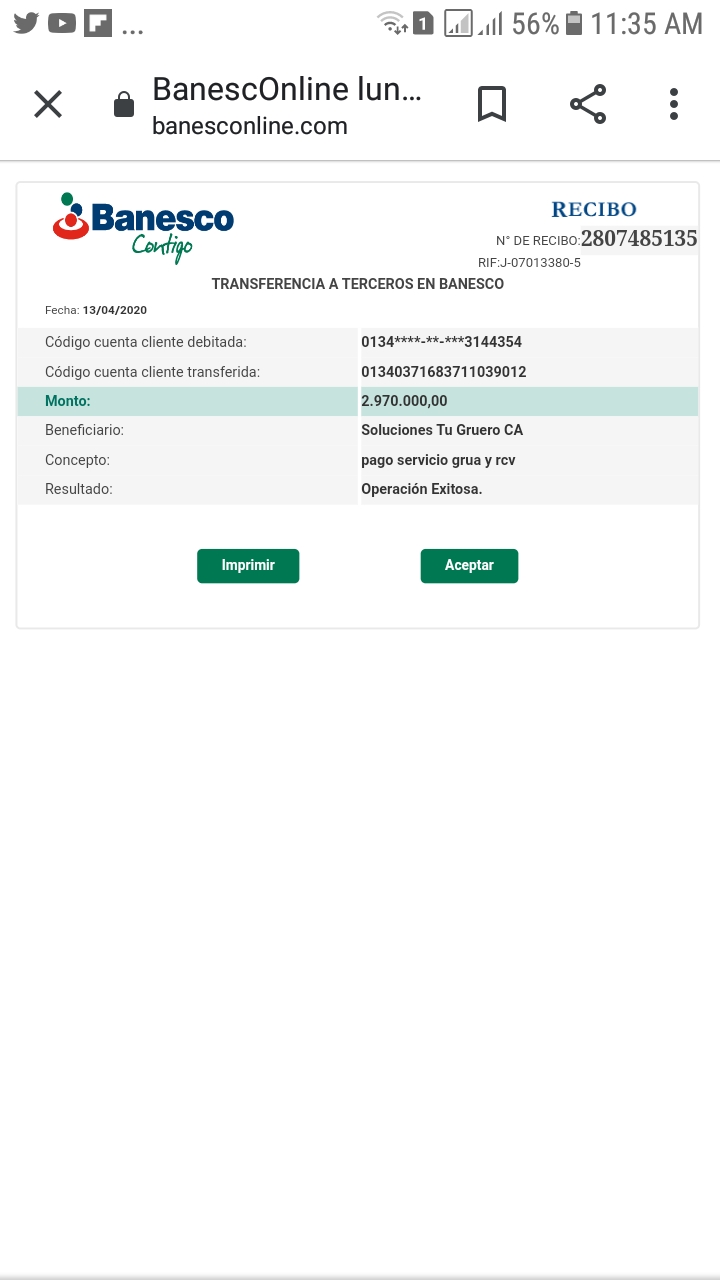 ... 1 56% 11:35 AM
BanescOnline lun...
banesconline.com
Banesco
Contigo
RECIBO
N° DE RECIBO:2807485135
RIF:J-07013380-5
TRANSFERENCIA A TERCEROS EN BANESCO
Fecha: 13/04/2020
Código cuenta cliente debitada: 0134****-**-***3144354
Código cuenta cliente transferida: 01340371683711039012
Monto: 2.970.000,00
Beneficiario: Soluciones Tu Gruero CA
Concepto: pago servicio grua y rcv
Resultado: Operación Exitosa.
Imprimir Aceptar